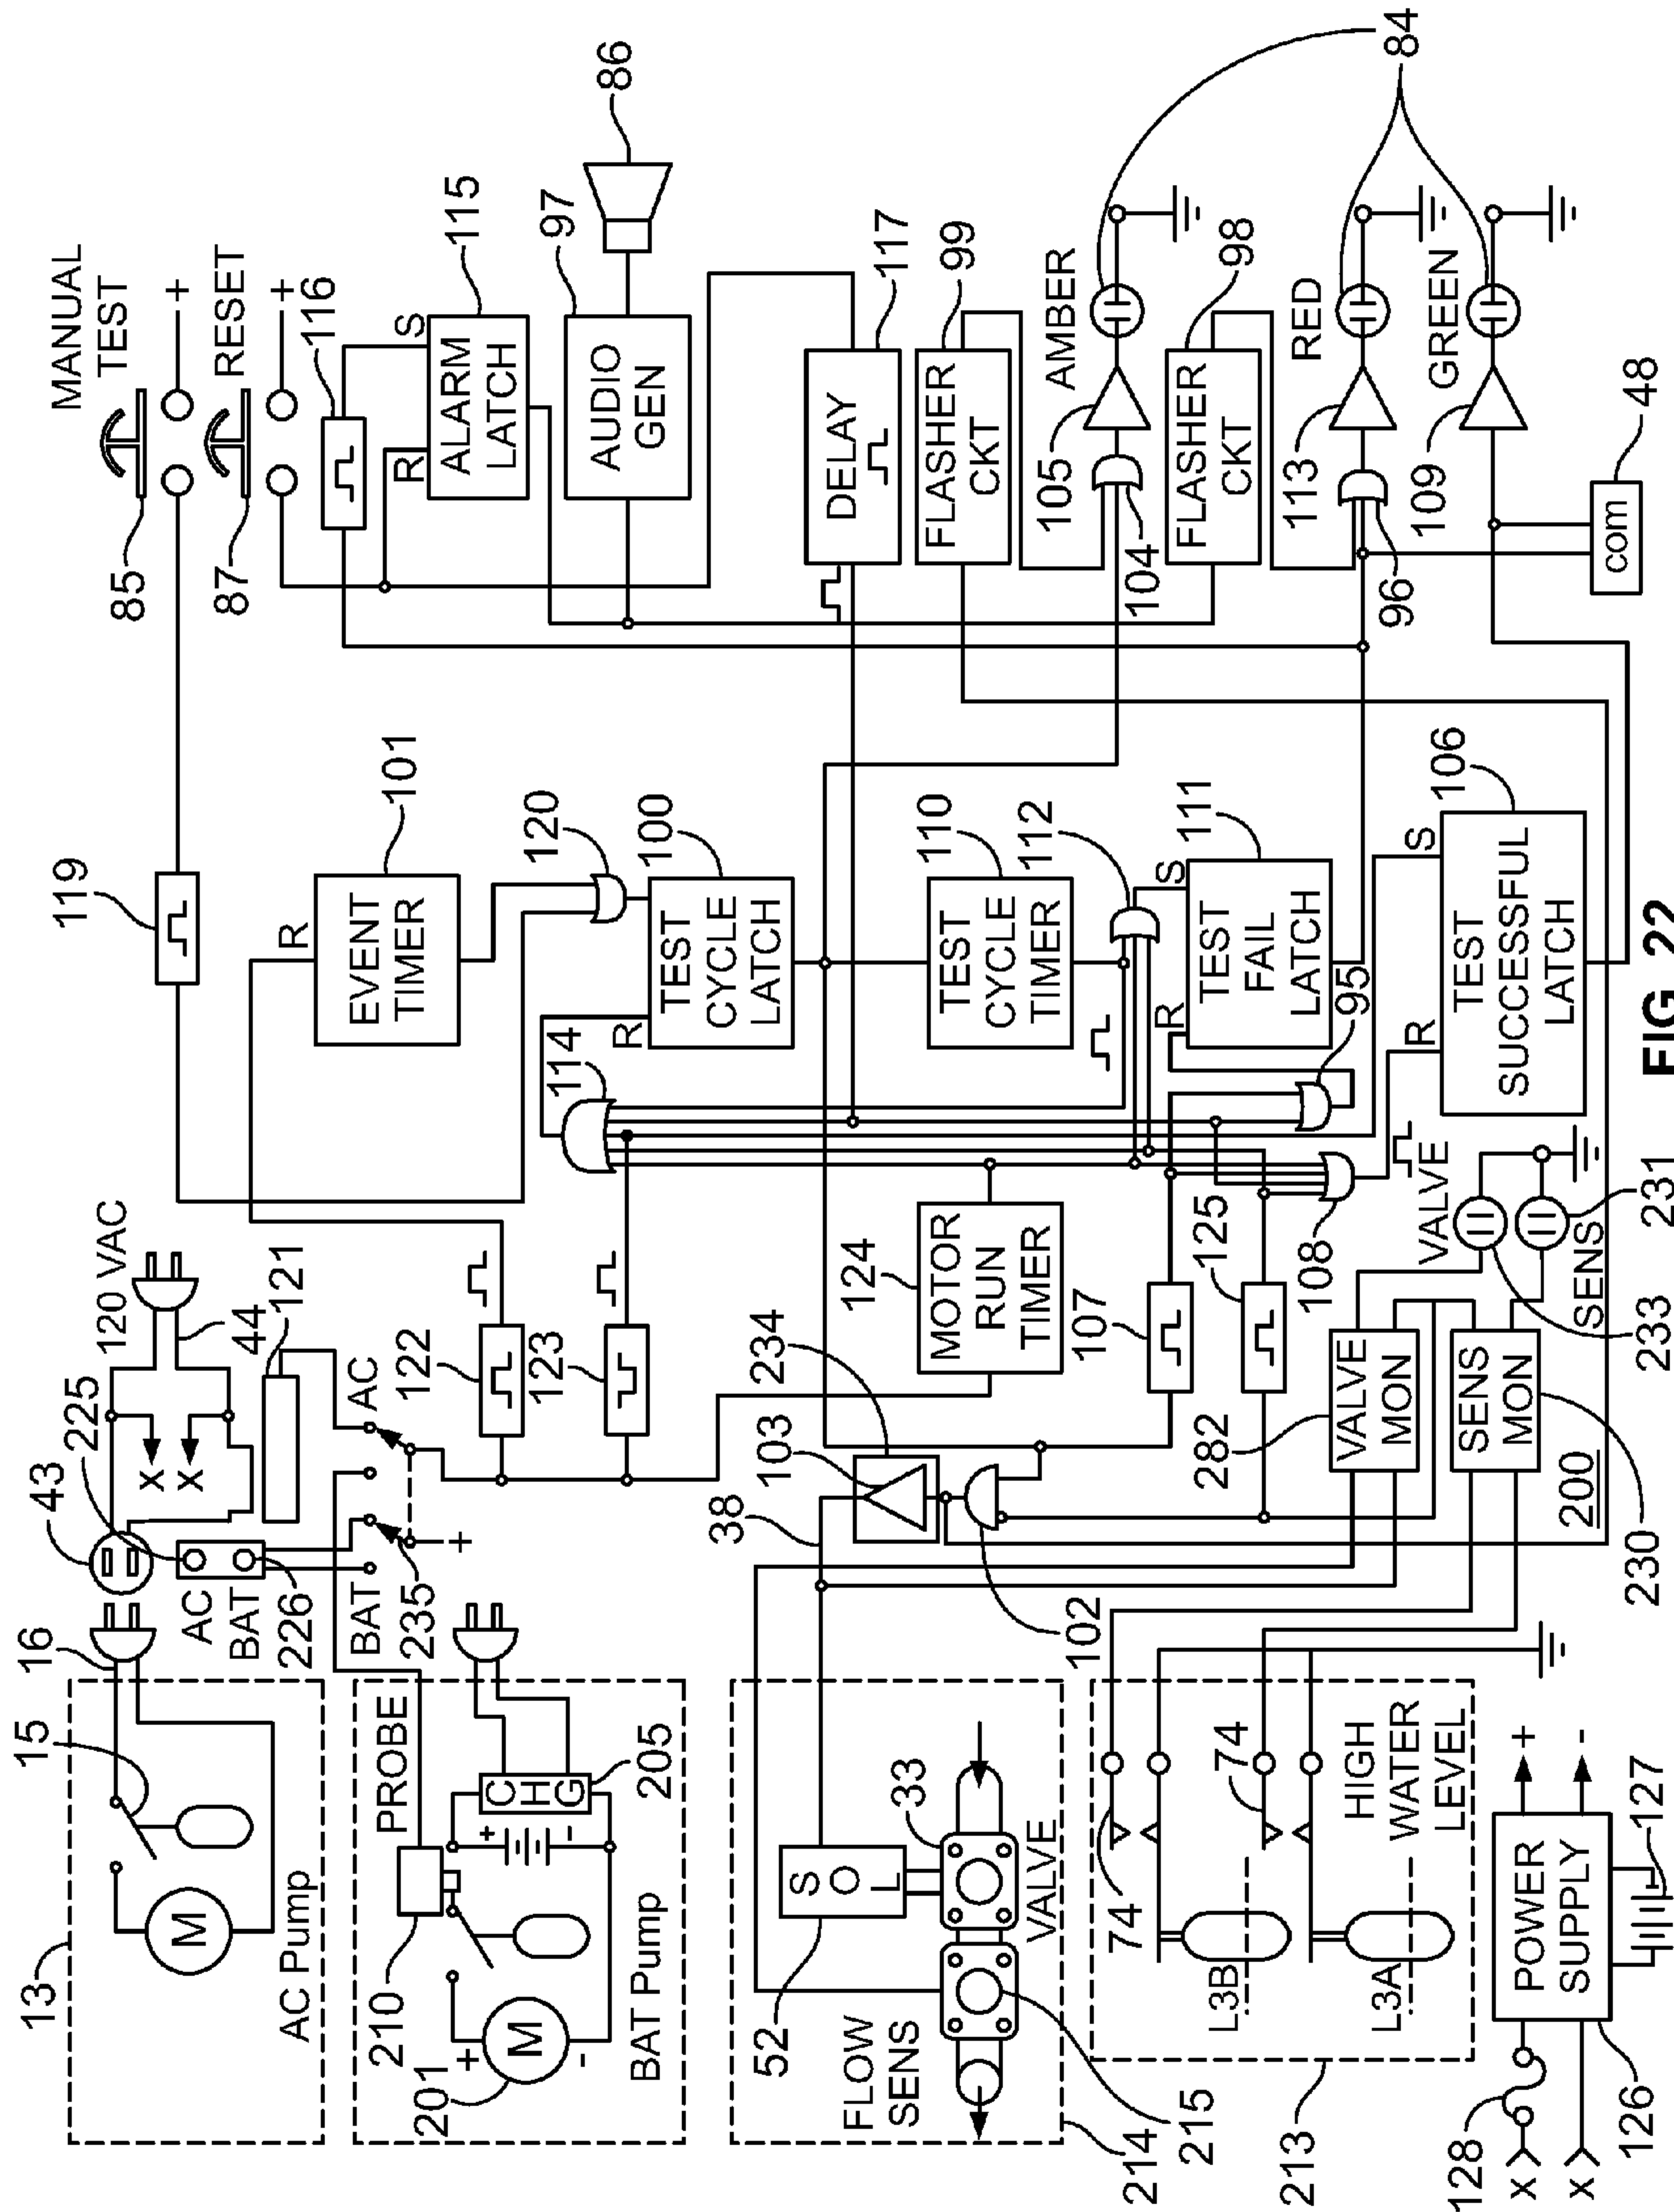 13
15
16
43
225
120 VAC
44
121
X
X
M
AC Pump
AC
BAT
226
BAT
AC
235
+
PROBE
210
201
+
M
-
+
-
C
H
G
205
BAT Pump
122
123
119
R
EVENT
TIMER
101
120
114
R
TEST
CYCLE
LATCH
100
MANUAL
TEST
85
+
RESET
87
+
116
R
S
ALARM
LATCH
115
AUDIO
GEN
97
86
38
103
234
124
MOTOR
RUN
TIMER
TEST
CYCLE
TIMER
110
112
DELAY
117
FLASHER
CKT
99
FLOW
SENS
52
S
O
L
33
VALVE
214
215
102
107
125
108
95
R
S
TEST
FAIL
LATCH
111
105
104
AMBER
84
FLASHER
CKT
98
113
RED
96
74
74
74
L3B
L3A
HIGH
WATER
LEVEL
213
282
VALVE
MON
SENS
MON
200
230
VALVE
SENS
233
231
R
S
TEST
SUCCESSFUL
LATCH
106
109
GREEN
com
48
128
X
X
126
POWER
SUPPLY
+
-
127
FIG. 22